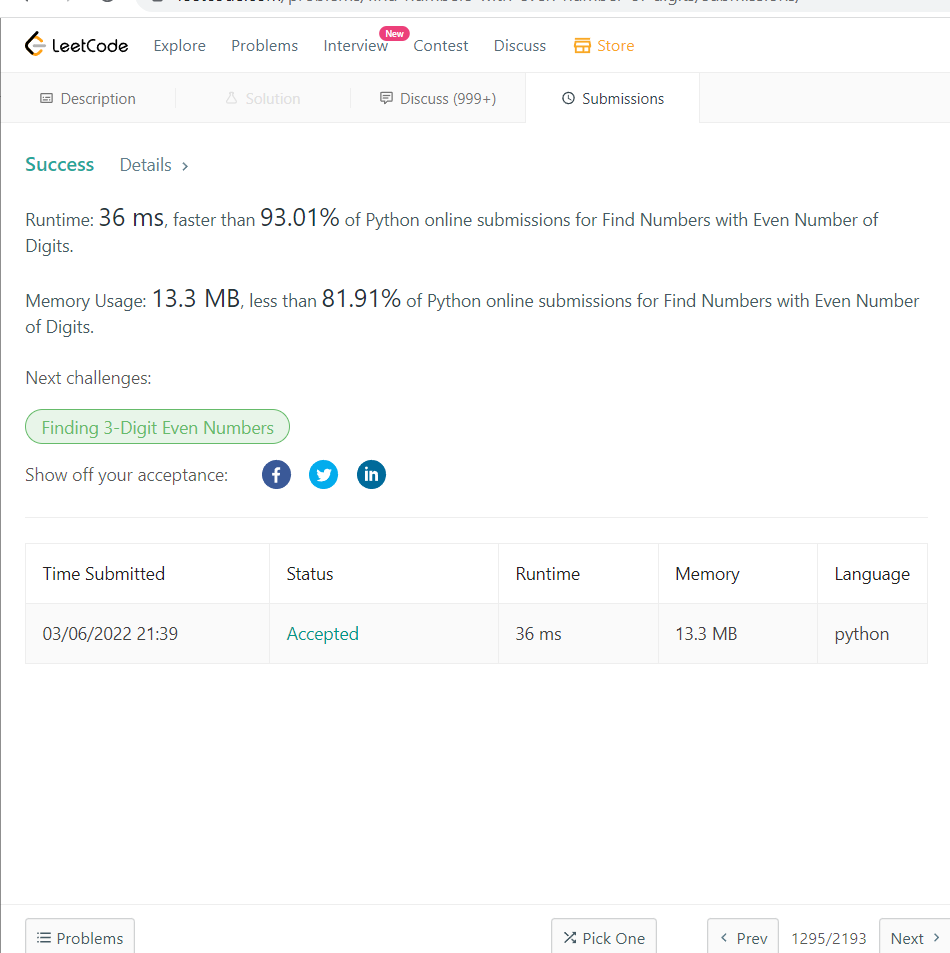 LeetCode Explore Problems Interview New Contest Discuss Store
Description Solution Discuss (999+) Submissions
Success Details >
Runtime: 36 ms, faster than 93.01% of Python online submissions for Find Numbers with Even Number of
Digits.
Memory Usage: 13.3 MB, less than 81.91% of Python online submissions for Find Numbers with Even Number
of Digits.
Next challenges:
Finding 3-Digit Even Numbers
Show off your acceptance: f in
Time Submitted Status Runtime Memory Language
03/06/2022 21:39 Accepted 36 ms 13.3 MB python
Problems Pick One < Prev 1295/2193 Next >